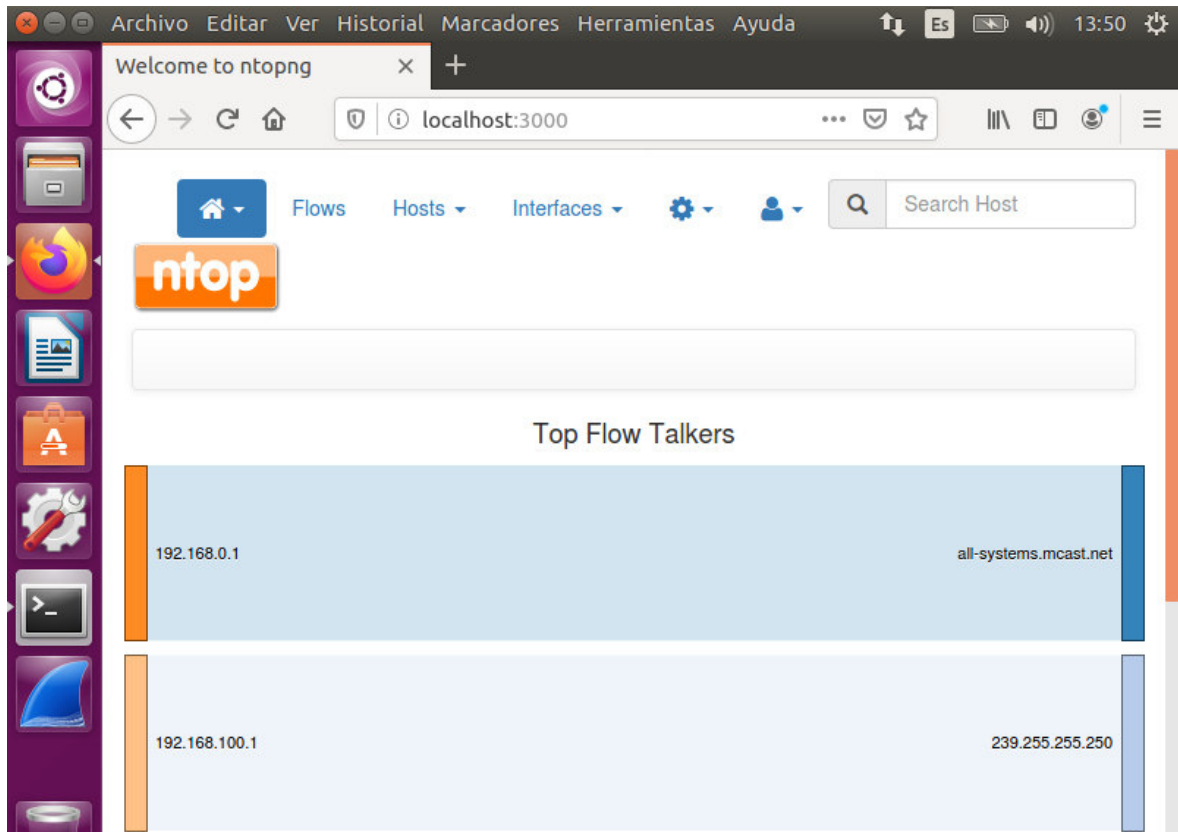 Archivo Editar Ver Historial Marcadores Herramientas Ayuda Es 13:50
Welcome to ntopng
localhost:3000
Flows Hosts Interfaces Search Host
ntop
Top Flow Talkers
192.168.0.1 all-systems.mcast.net
192.168.100.1 239.255.255.250